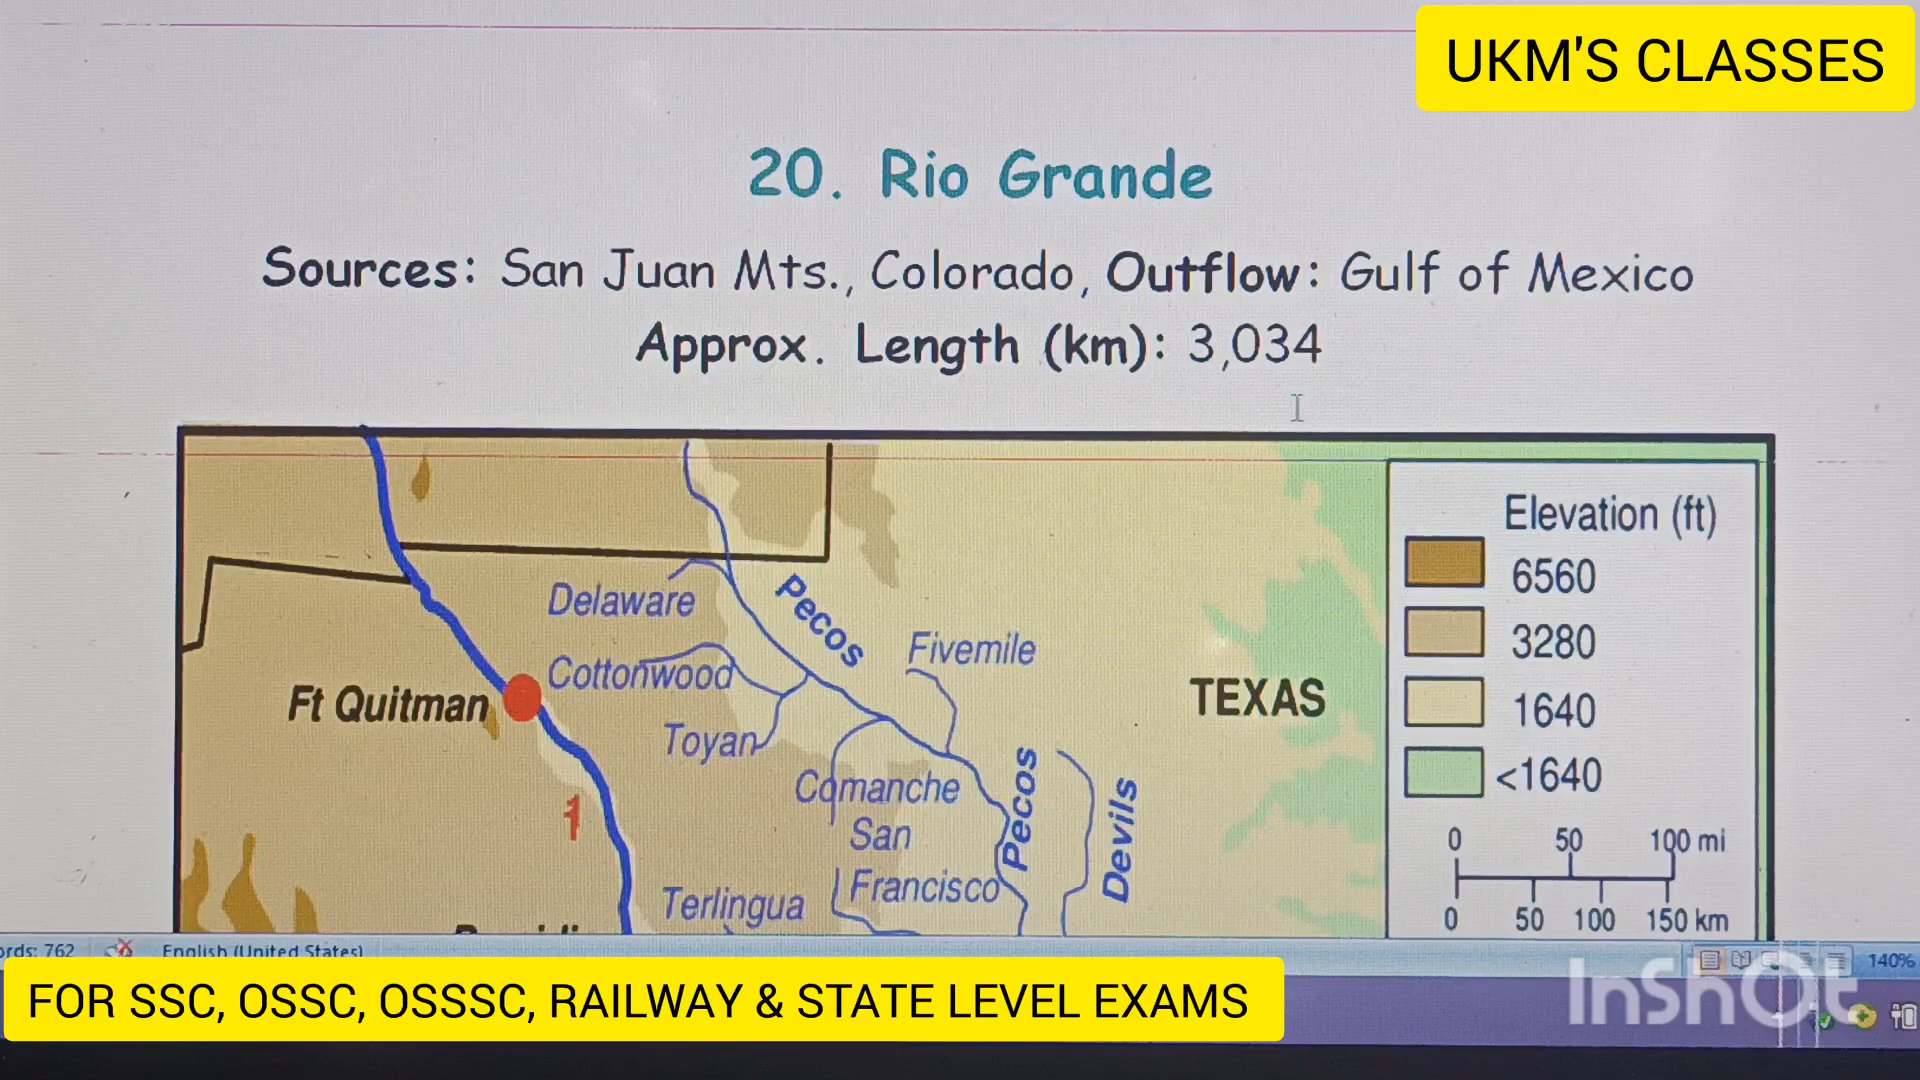 UKM'S CLASSES
20. Rio Grande
Sources: San Juan Mts., Colorado, Outflow: Gulf of Mexico
Approx. Length (km): 3,034
Elevation (ft)
6560
3280
1640
<1640
0 50 100 mi
0 50 100 150 km
Delaware
Pecos
Fivemile
Cottonwood
Ft Quitman
TEXAS
Toyan
Comanche
Pecos
Devils
1
San
Francisco
Terlingua
English (United States)
140%
FOR SSC, OSSC, OSSSC, RAILWAY & STATE LEVEL EXAMS
InShOt